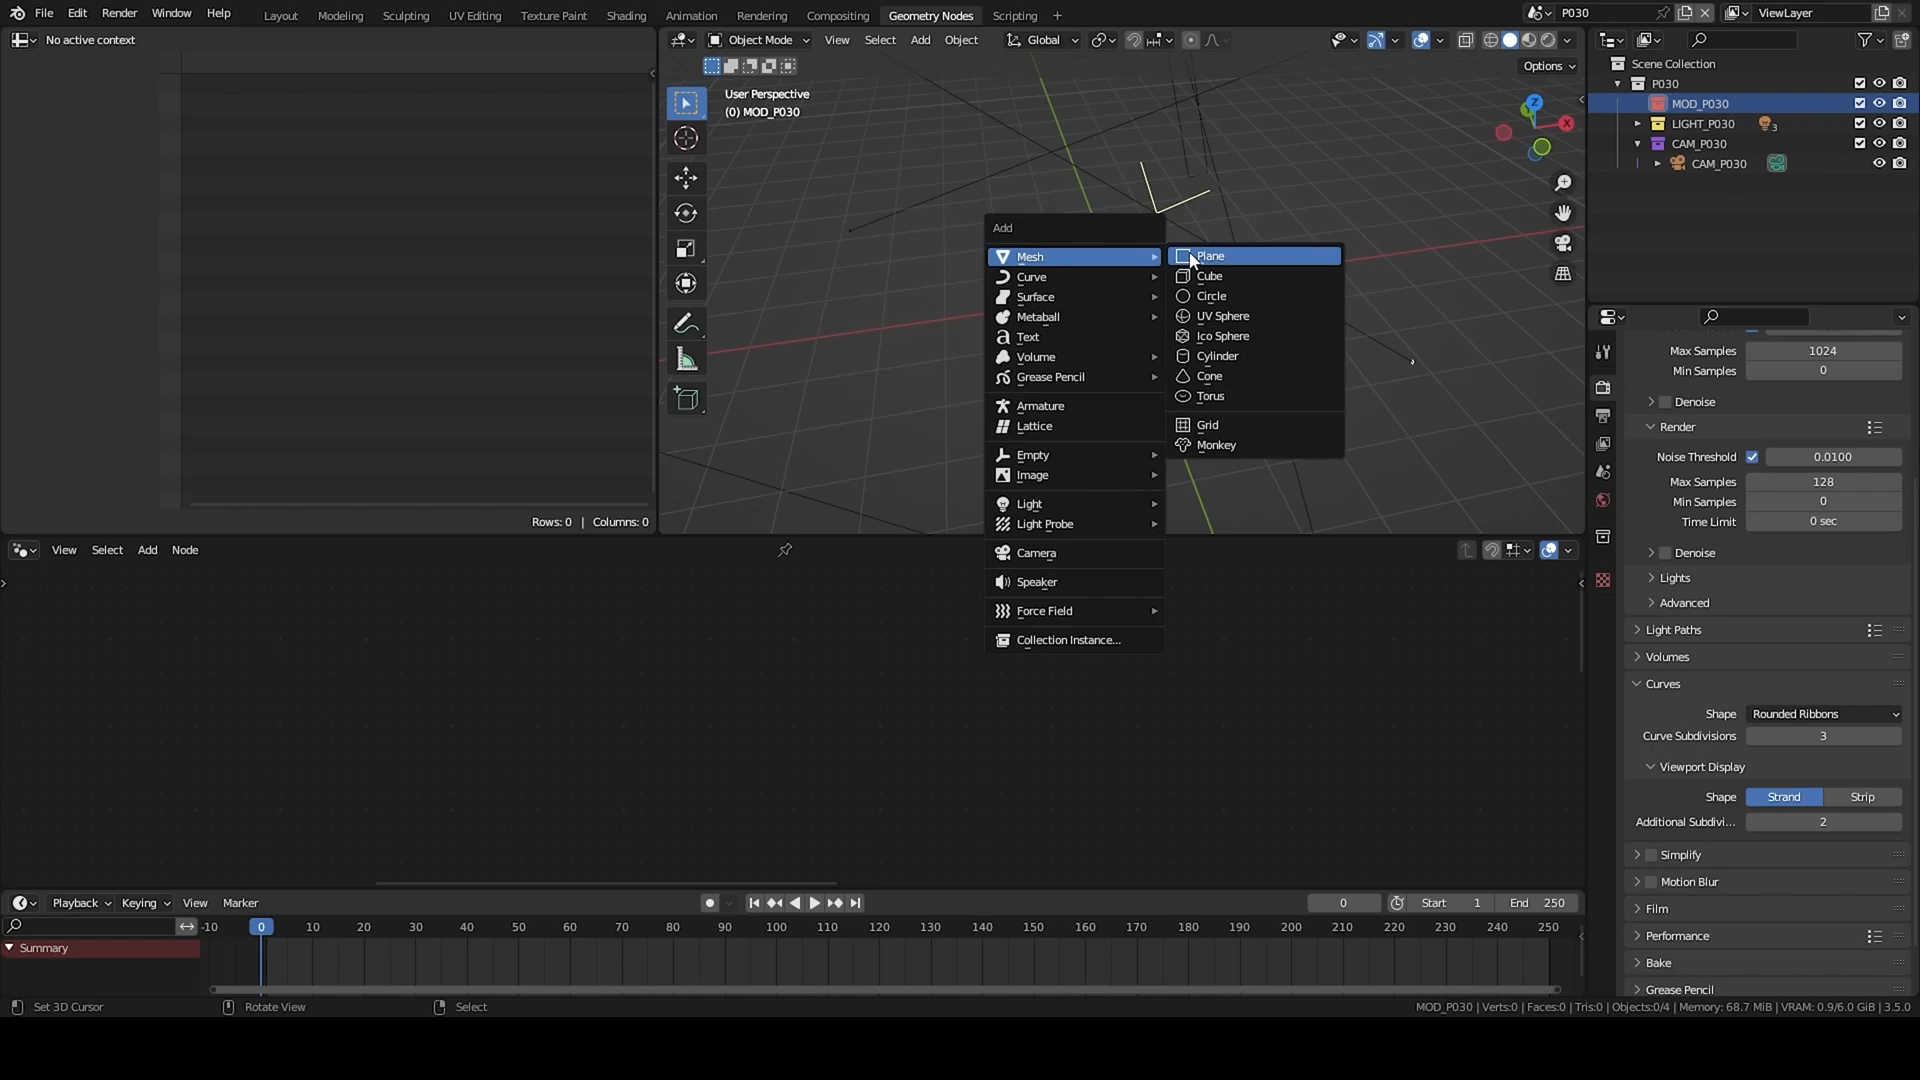 File Edit Render Window Help Layout Modeling Sculpting UV Editing Texture Paint Shading Animation Rendering Compositing Geometry Nodes Scripting + P030 ViewLayer
No active context
Object Mode View Select Add Object Global
Options
User Perspective
(0) MOD_P030
Z
X
Scene Collection
P030
MOD_P030
LIGHT_P030 3
CAM_P030
CAM_P030
Add
Mesh
Curve
Surface
Metaball
Text
Volume
Grease Pencil
Armature
Lattice
Empty
Image
Light
Light Probe
Camera
Speaker
Force Field
Collection Instance...
Plane
Cube
Circle
UV Sphere
Ico Sphere
Cylinder
Cone
Torus
Grid
Monkey
Rows: 0 | Columns: 0
View Select Add Node
Max Samples 1024
Min Samples 0
Denoise
Render
Noise Threshold 0.0100
Max Samples 128
Min Samples 0
Time Limit 0 sec
Denoise
Lights
Advanced
Light Paths
Volumes
Curves
Shape Rounded Ribbons
Curve Subdivisions 3
Viewport Display
Shape Strand Strip
Additional Subdivi... 2
Simplify
Motion Blur
Film
Performance
Bake
Grease Pencil
Playback Keying View Marker 0 Start 1 End 250
-10 0 10 20 30 40 50 60 70 80 90 100 110 120 130 140 150 160 170 180 190 200 210 220 230 240 250
Summary
Set 3D Cursor Rotate View Select MOD_P030 | Verts:0 | Faces:0 | Tris:0 | Objects:0/4 | Memory: 68.7 MiB | VRAM: 0.9/6.0 GiB | 3.5.0